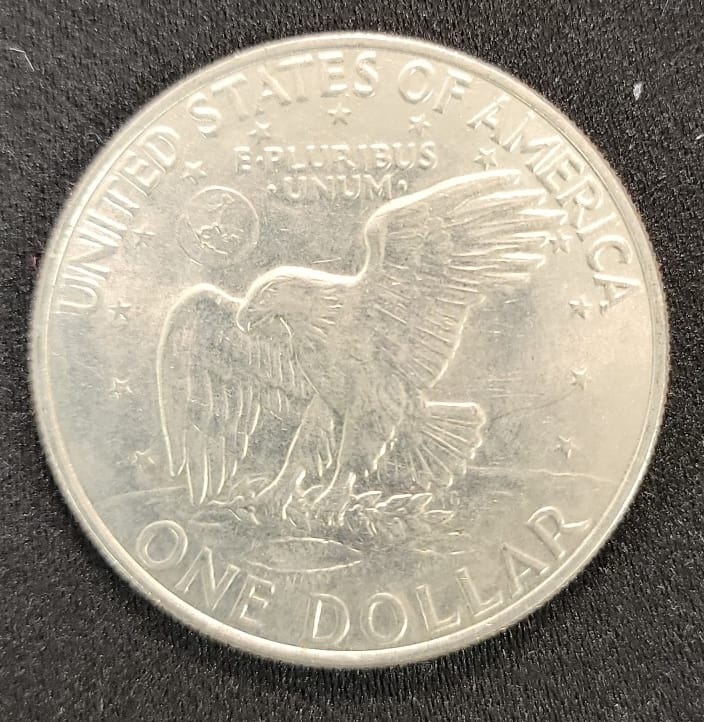 UNITED STATES OF AMERICA
E·PLURIBUS
·UNUM·
ONE DOLLAR